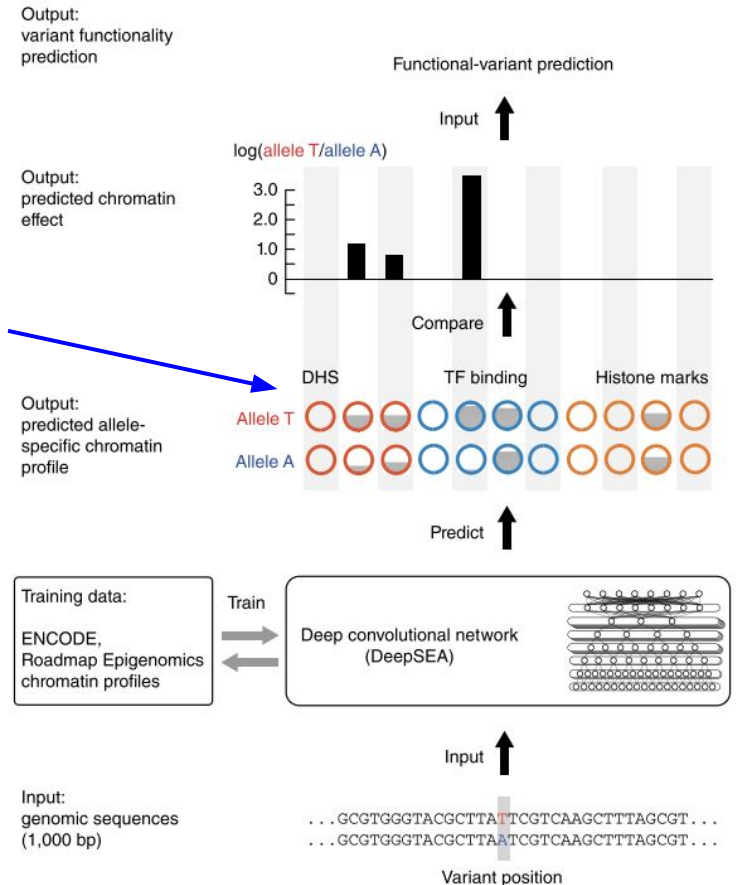 Output:
variant functionality
prediction
Functional-variant prediction
Input
log(allele T/allele A)
Output:
predicted chromatin
effect
3.0
2.0
1.0
0
Compare
DHS
TF binding
Histone marks
Output:
predicted allele-
specific chromatin
profile
Allele T
Allele A
Predict
Training data:
ENCODE,
Roadmap Epigenomics
chromatin profiles
Train
Deep convolutional network
(DeepSEA)
Input
Input:
genomic sequences
(1,000 bp)
...GCGTGGGTACGCTTATTCGTCAAGCTTTAGCGT...
...GCGTGGGTACGCTTAATCGTCAAGCTTTAGCGT...
Variant position